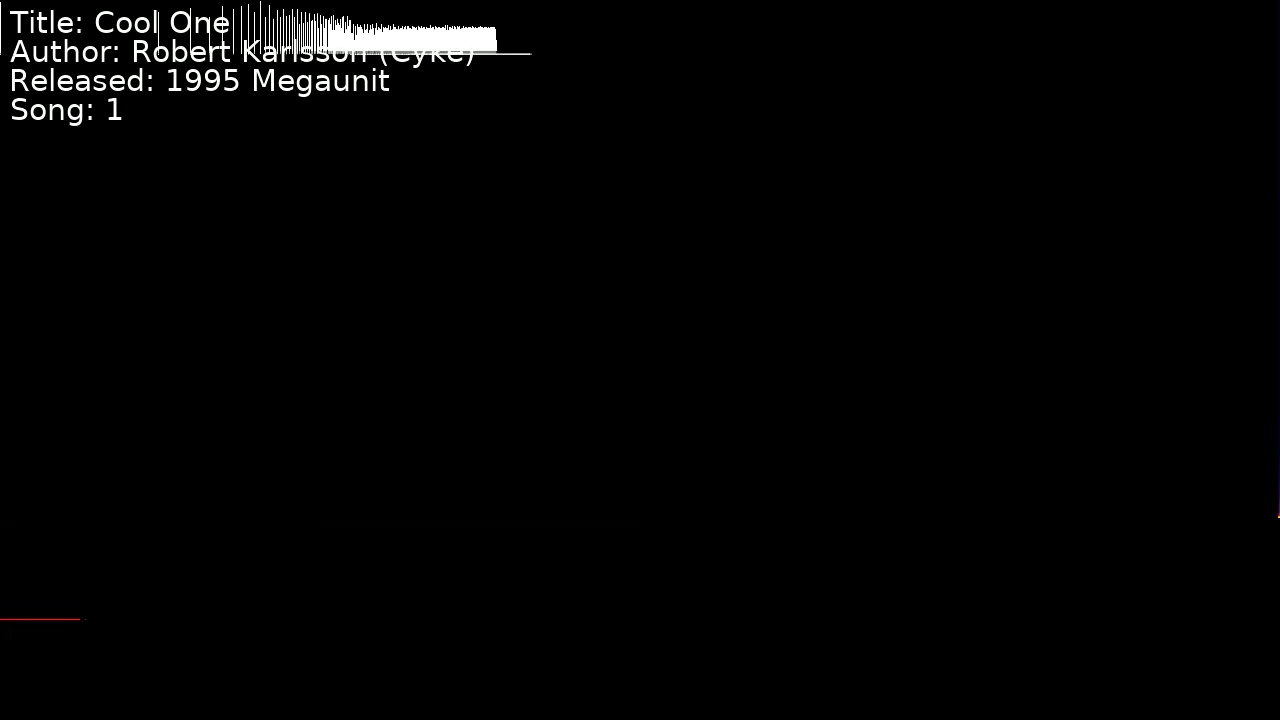 Title: Cool One
Author: Robert Karlsson (Cyke)
Released: 1995 Megaunit
Song: 1